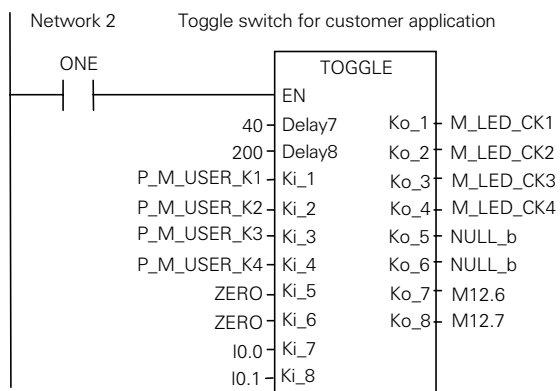 Network 2 Toggle switch for customer application
ONE
TOGGLE
EN
40 Delay7 Ko_1 M_LED_CK1
200 Delay8 Ko_2 M_LED_CK2
P_M_USER_K1 Ki_1 Ko_3 M_LED_CK3
P_M_USER_K2 Ki_2 Ko_4 M_LED_CK4
P_M_USER_K3 Ki_3 Ko_5 NULL_b
P_M_USER_K4 Ki_4 Ko_6 NULL_b
ZERO Ki_5 Ko_7 M12.6
ZERO Ki_6 Ko_8 M12.7
I0.0 Ki_7
I0.1 Ki_8